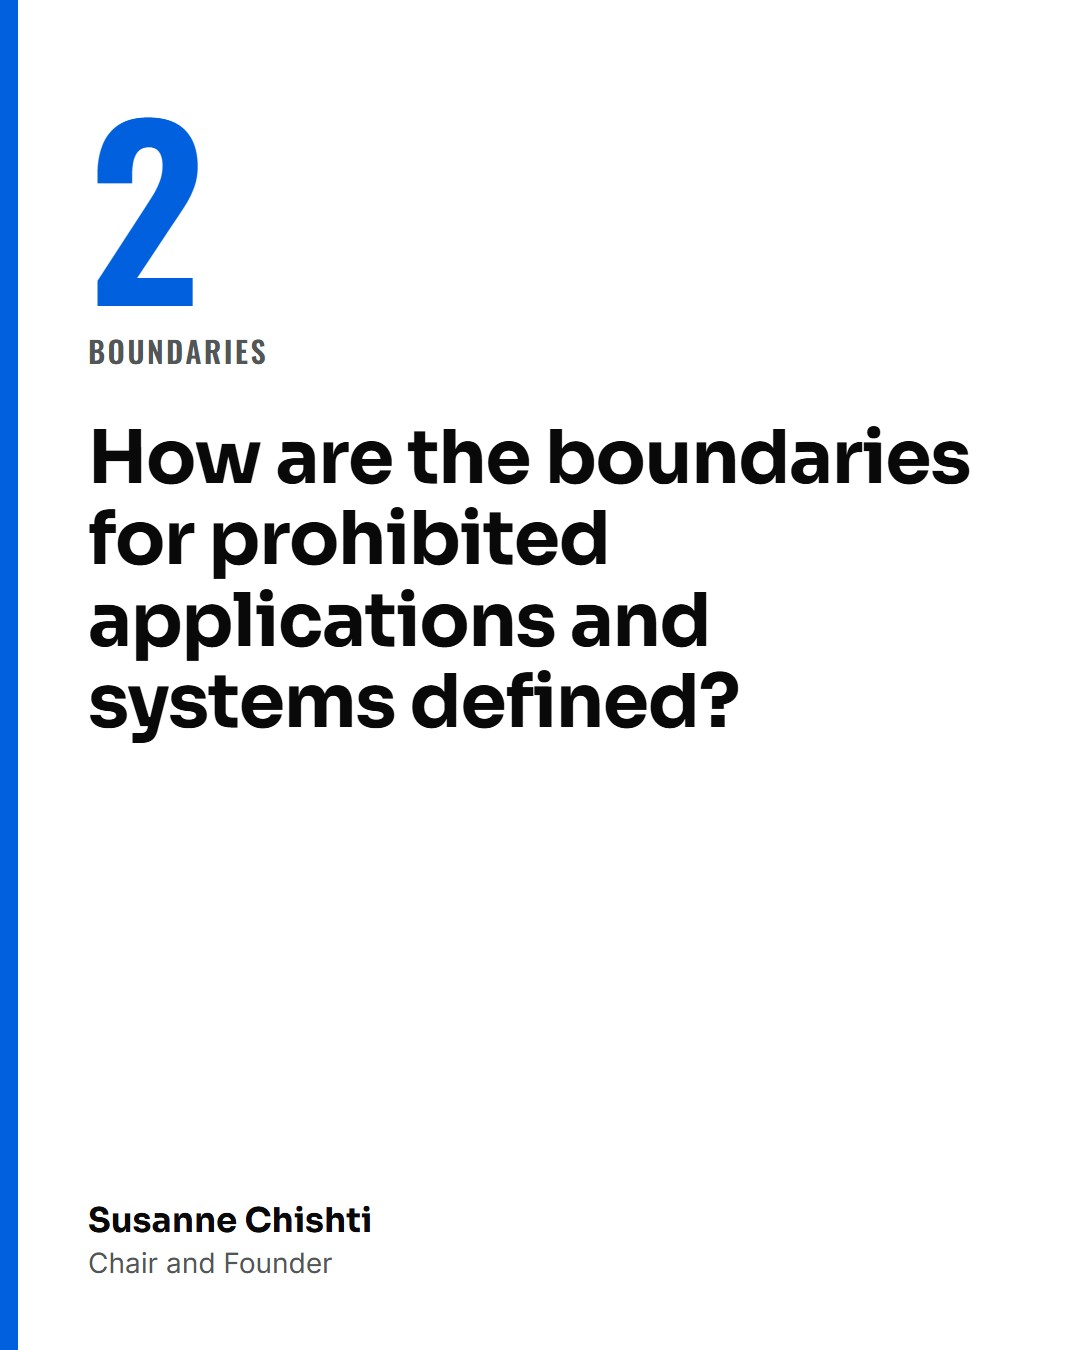 2
BOUNDARIES
How are the boundaries
for prohibited
applications and
systems defined?
Susanne Chishti
Chair and Founder